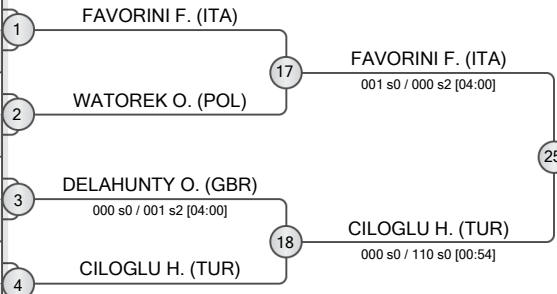 FAVORINI F. (ITA)
1
17
FAVORINI F. (ITA)
001 s0 / 000 s2 [04:00]
WATOREK O. (POL)
2
25
DELAHUNTY O. (GBR)
3
000 s0 / 001 s2 [04:00]
18
CILOGLU H. (TUR)
000 s0 / 110 s0 [00:54]
CILOGLU H. (TUR)
4